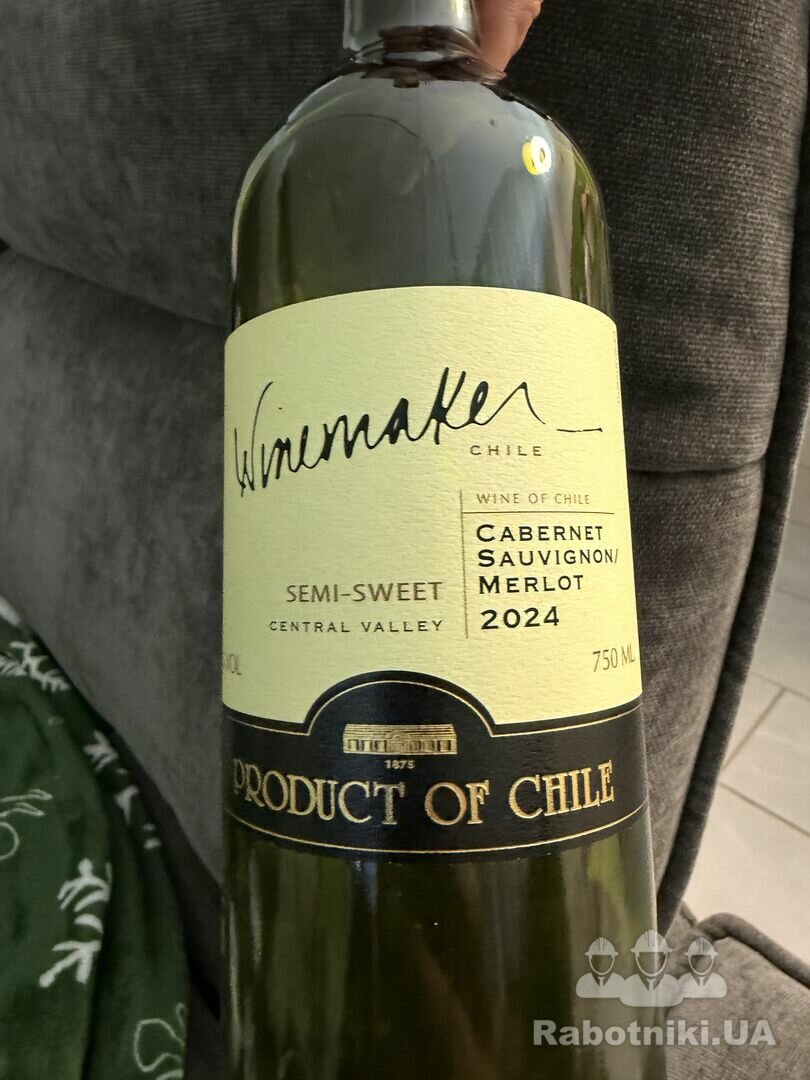 Winemaker
CHILE
WINE OF CHILE
CABERNET
SAUVIGNON/
MERLOT
2024
SEMI-SWEET
CENTRAL VALLEY
750 ML
1875
PRODUCT OF CHILE
Rabotniki.UA